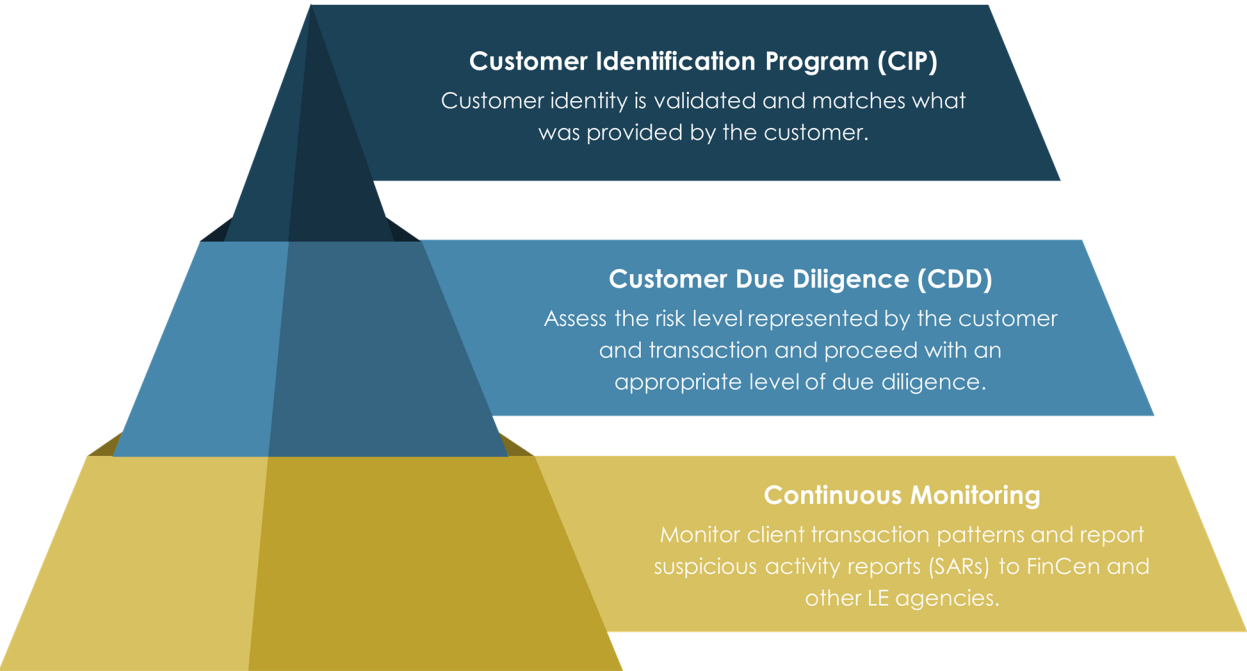 Customer Identification Program (CIP)
Customer identity is validated and matches what
was provided by the customer.
Customer Due Diligence (CDD)
Assess the risk level represented by the customer
and transaction and proceed with an
appropriate level of due diligence.
Continuous Monitoring
Monitor client transaction patterns and report
suspicious activity reports (SARs) to FinCen and
other LE agencies.